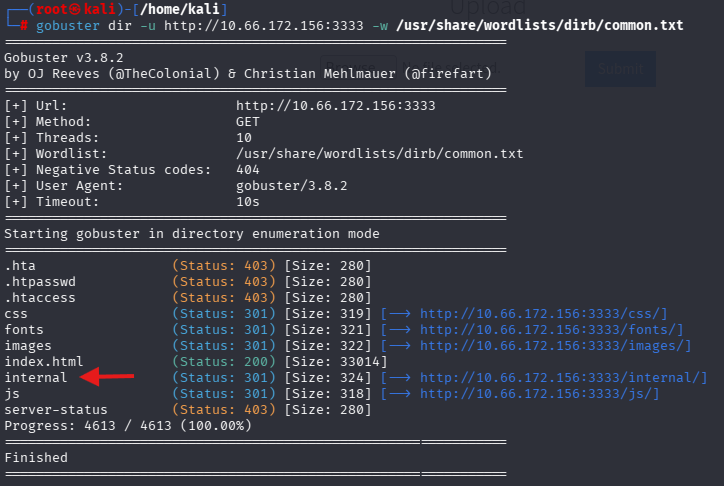 Upload
┌──(root㉿kali)-[/home/kali]
└─# gobuster dir -u http://10.66.172.156:3333 -w /usr/share/wordlists/dirb/common.txt
===============================================================
Gobuster v3.8.2
by OJ Reeves (@TheColonial) & Christian Mehlmauer (@firefart)
===============================================================
[+] Url:                     http://10.66.172.156:3333
[+] Method:                  GET
[+] Threads:                 10
[+] Wordlist:                /usr/share/wordlists/dirb/common.txt
[+] Negative Status codes:   404
[+] User Agent:              gobuster/3.8.2
[+] Timeout:                 10s
===============================================================
Starting gobuster in directory enumeration mode
===============================================================
.hta                 (Status: 403) [Size: 280]
.htpasswd            (Status: 403) [Size: 280]
.htaccess            (Status: 403) [Size: 280]
css                  (Status: 301) [Size: 319] [--> http://10.66.172.156:3333/css/]
fonts                (Status: 301) [Size: 321] [--> http://10.66.172.156:3333/fonts/]
images               (Status: 301) [Size: 322] [--> http://10.66.172.156:3333/images/]
index.html           (Status: 200) [Size: 33014]
internal             (Status: 301) [Size: 324] [--> http://10.66.172.156:3333/internal/]
js                   (Status: 301) [Size: 318] [--> http://10.66.172.156:3333/js/]
server-status        (Status: 403) [Size: 280]
Progress: 4613 / 4613 (100.00%)
===============================================================
Finished
===============================================================
Submit